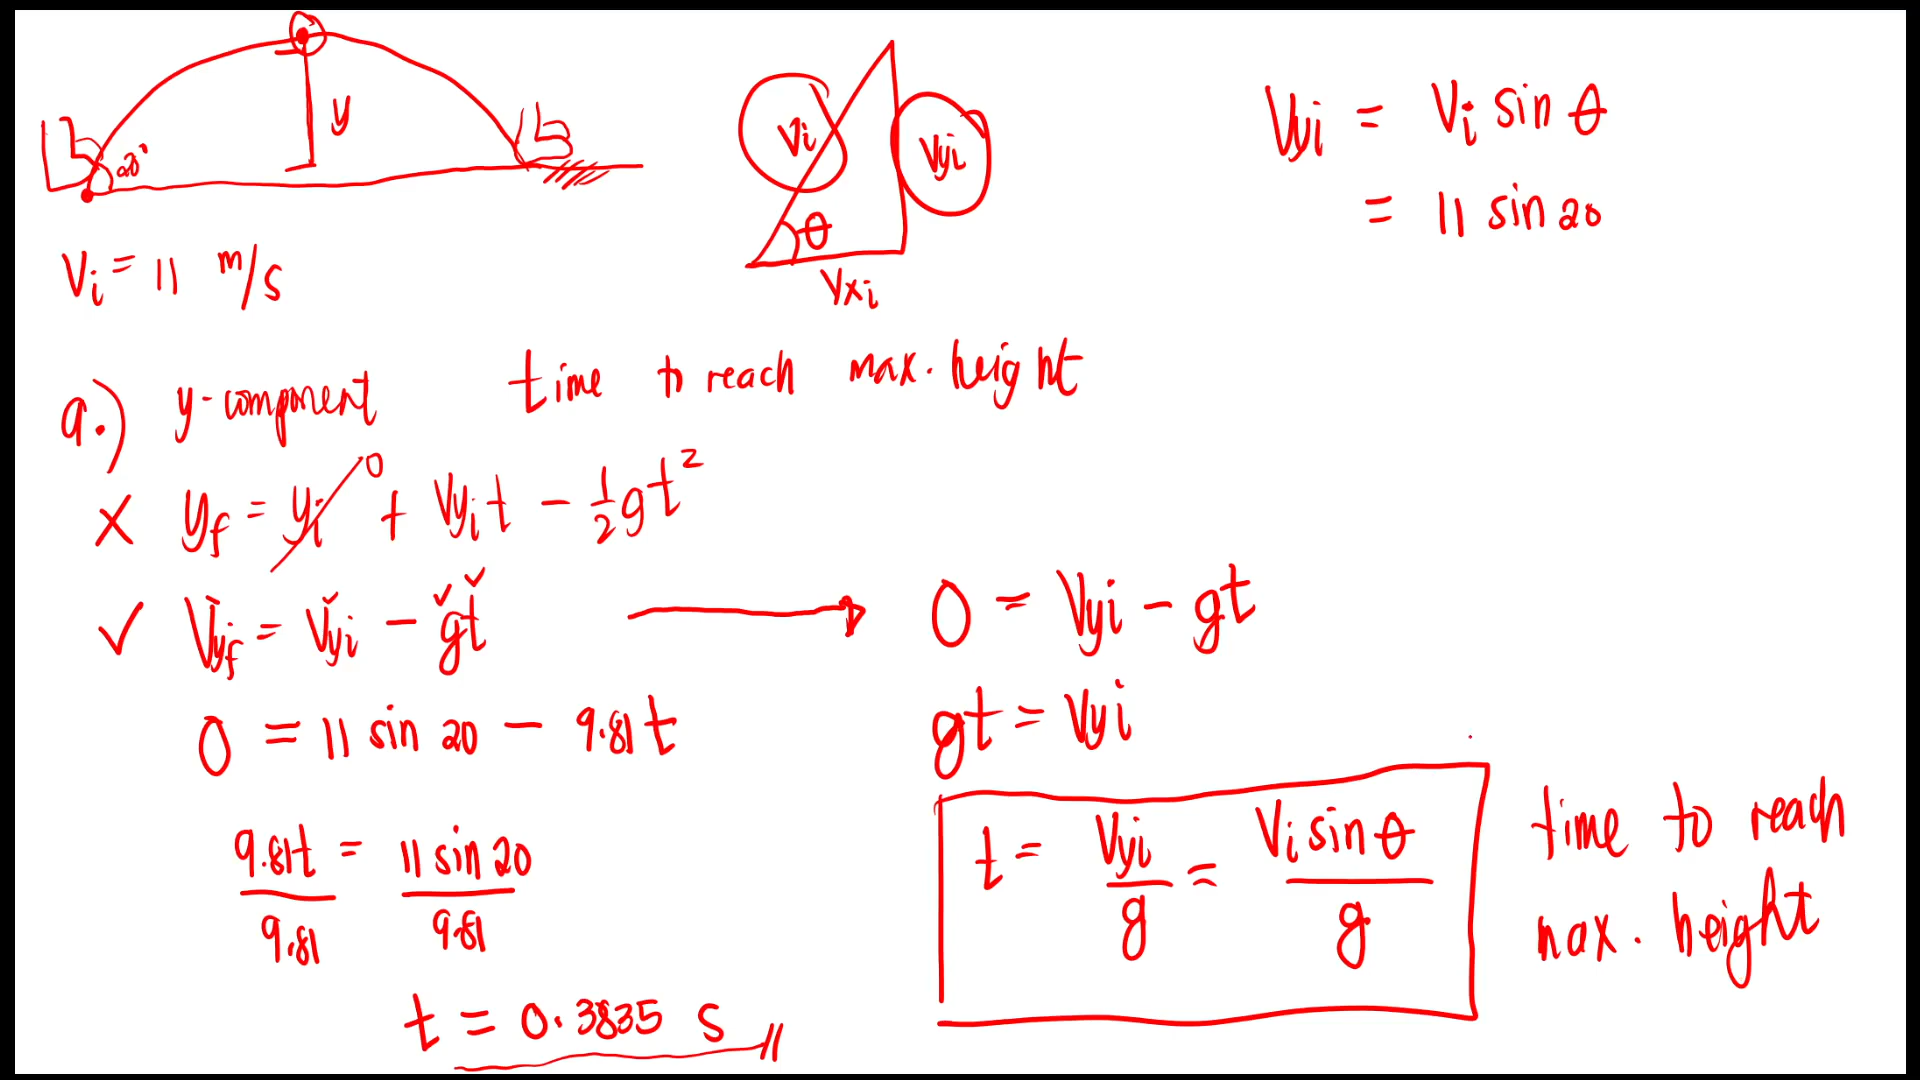 y
20°
Vi = 11 m/s
Vi
Vyi
θ
Vxi
Vyi = Vi sin θ
= 11 sin 20
a.) y-component time to reach max. height
x yf = yi 0 + Vyi t - 1/2 gt²
✓ Vyf = Vyi - gt → 0 = Vyi - gt
0 = 11 sin 20 - 9.81 t
gt = Vyi
9.81t / 9.81 = 11 sin 20 / 9.81
t = Vyi / g = Vi sin θ / g
time to reach
max. height
t = 0.3835 s //